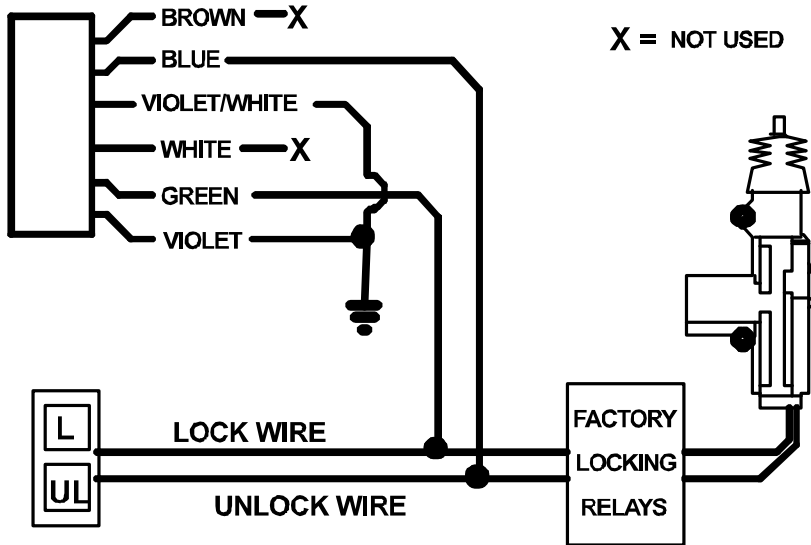 BROWN X
X = NOT USED
BLUE
VIOLET/WHITE
WHITE X
GREEN
VIOLET
L
LOCK WIRE
UL
UNLOCK WIRE
FACTORY
LOCKING
RELAYS